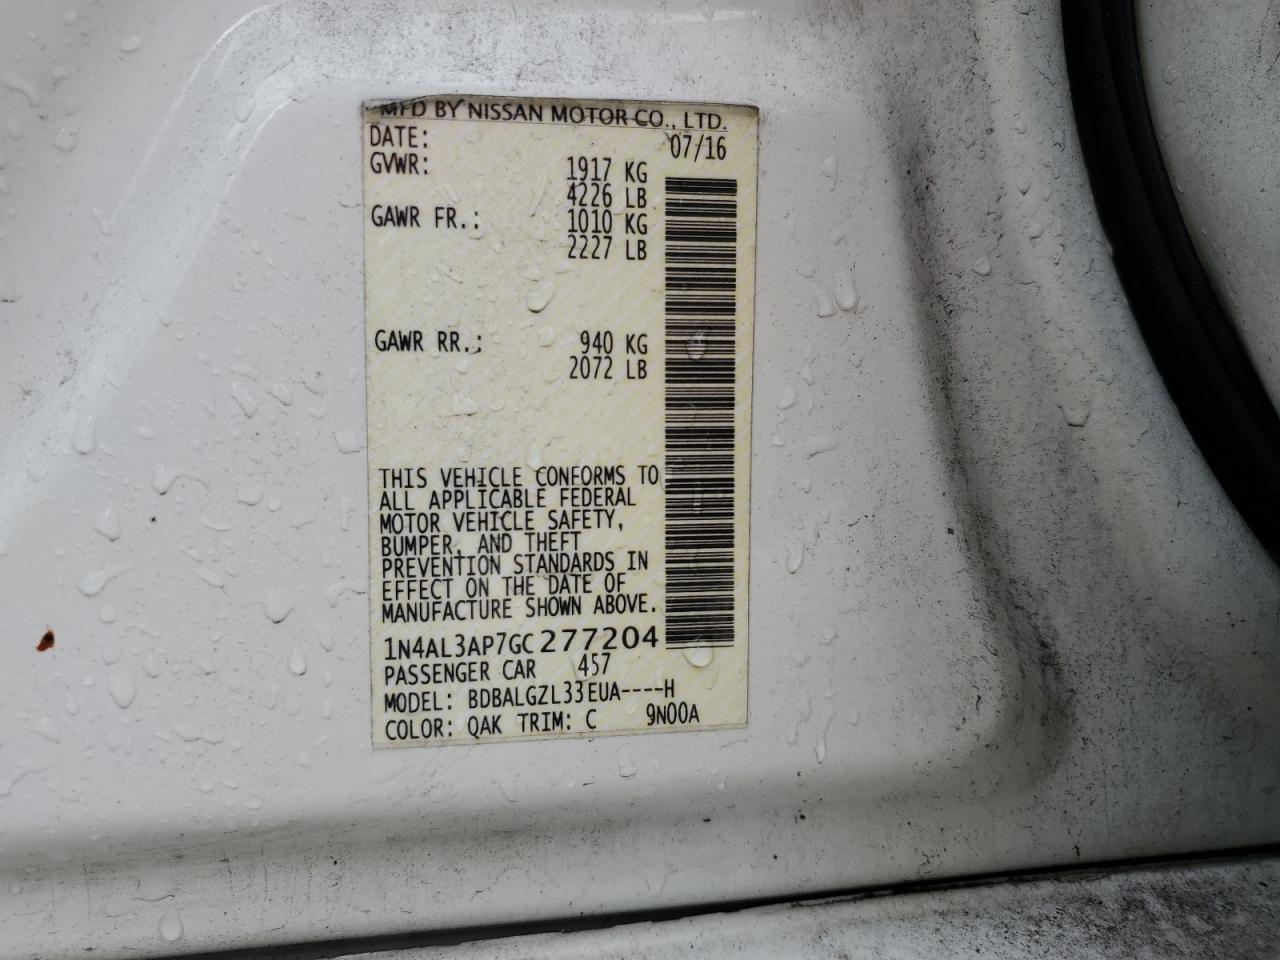 MFD BY NISSAN MOTOR CO., LTD.
DATE: 07/16
GVWR: 1917 KG
4226 LB
GAWR FR.: 1010 KG
2227 LB
GAWR RR.: 940 KG
2072 LB
THIS VEHICLE CONFORMS TO
ALL APPLICABLE FEDERAL
MOTOR VEHICLE SAFETY,
BUMPER, AND THEFT
PREVENTION STANDARDS IN
EFFECT ON THE DATE OF
MANUFACTURE SHOWN ABOVE.
1N4AL3AP7GC277204
PASSENGER CAR 457
MODEL: BDBALGZL33EUA----H
COLOR: QAK TRIM: C 9N00A